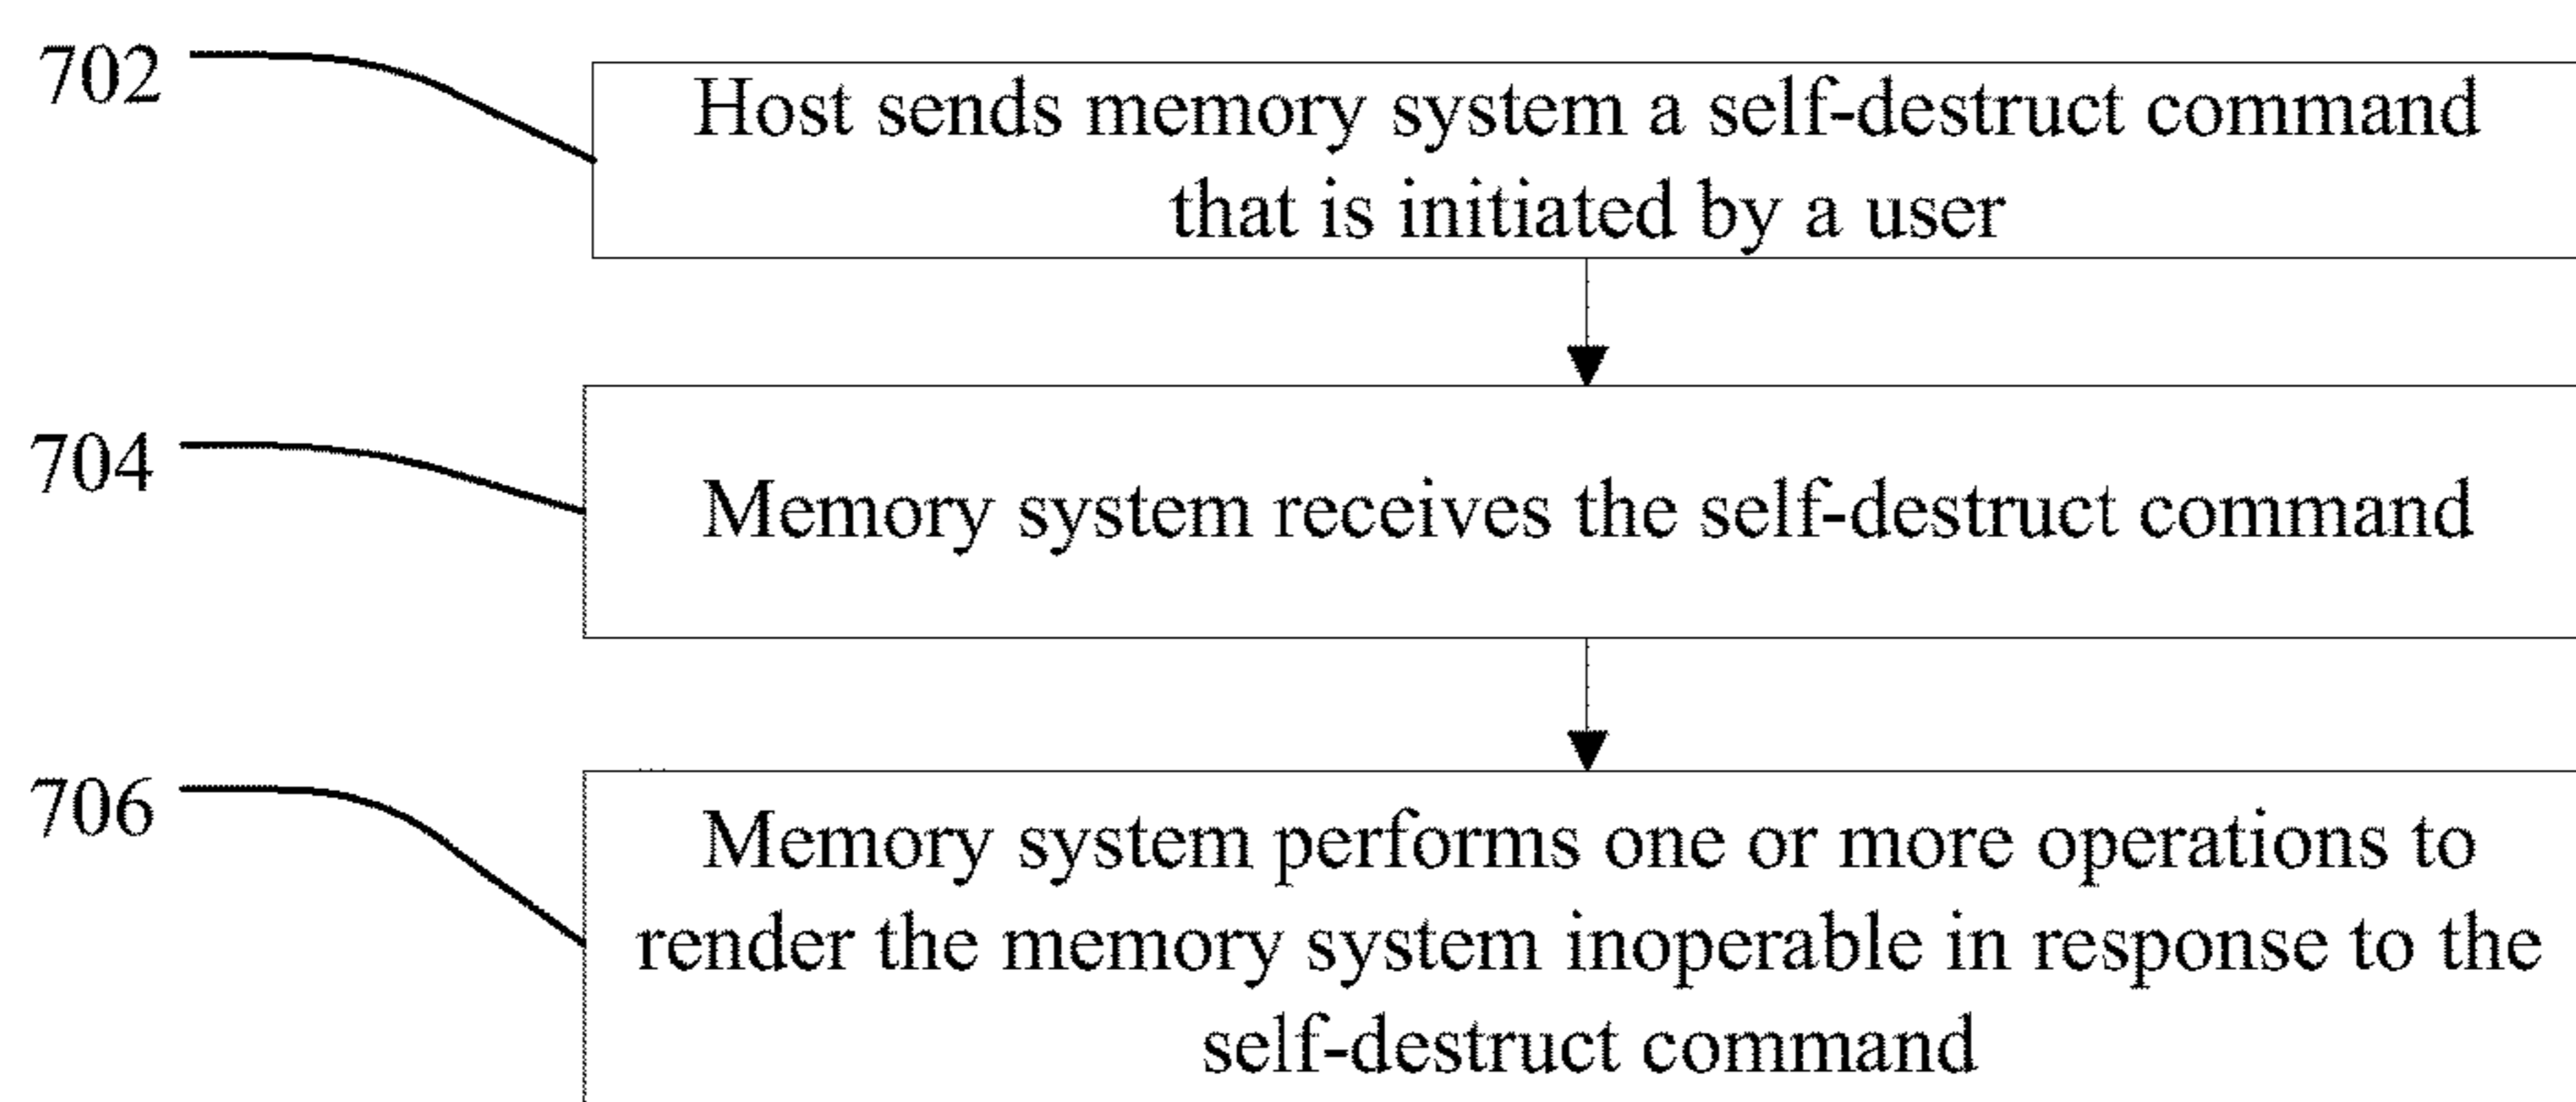 702
Host sends memory system a self-destruct command
that is initiated by a user
704
Memory system receives the self-destruct command
706
Memory system performs one or more operations to
render the memory system inoperable in response to the
self-destruct command